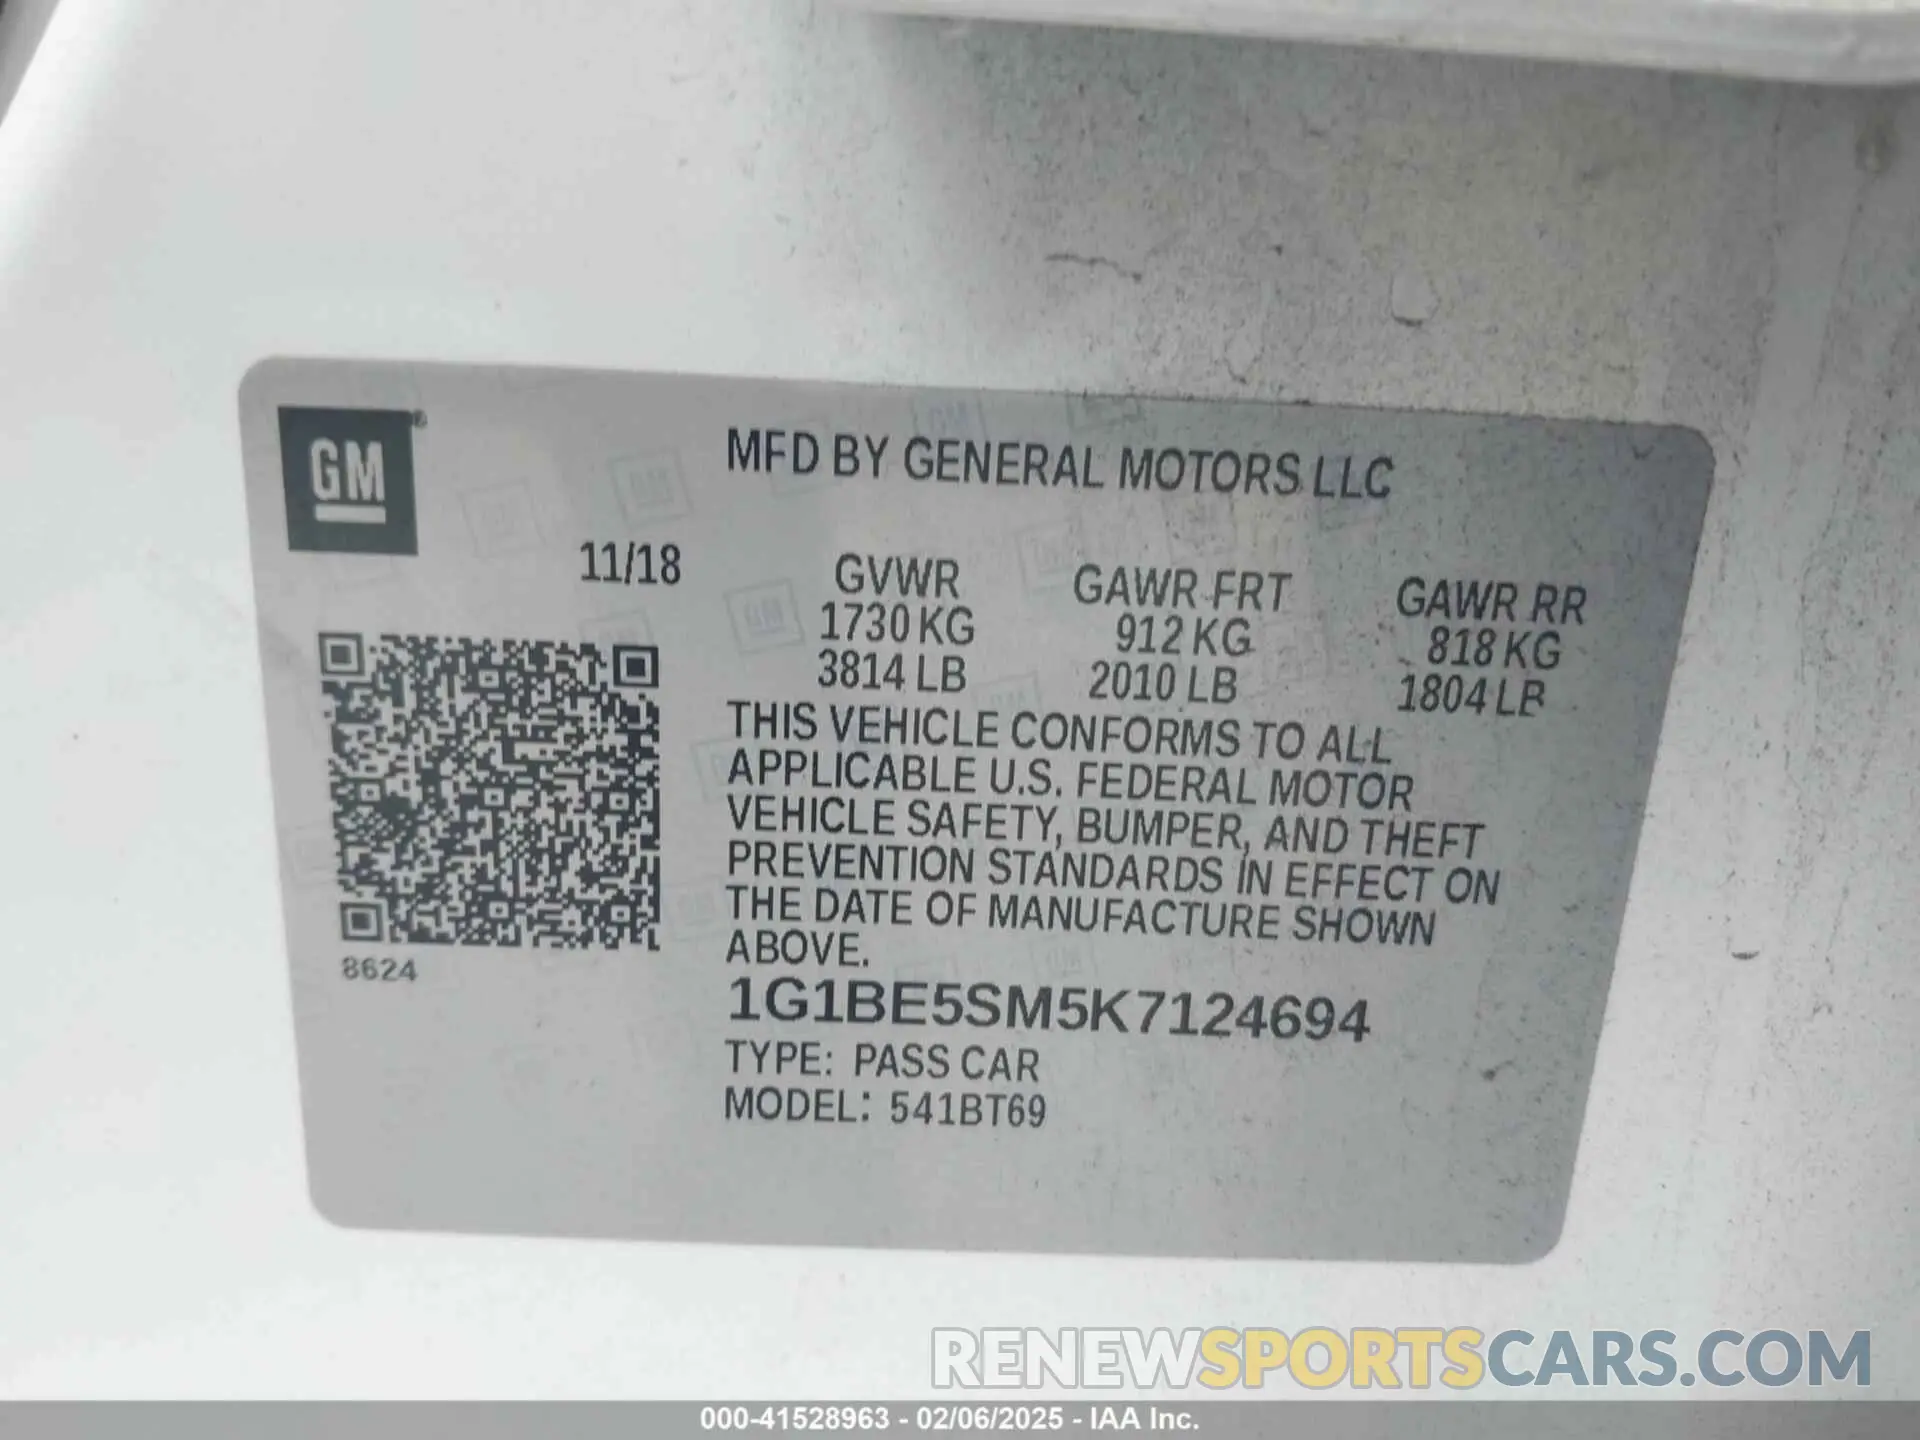 GM
MFD BY GENERAL MOTORS LLC
11/18
GVWR GAWR FRT GAWR RR
1730 KG 912 KG 818 KG
3814 LB 2010 LB 1804 LB
THIS VEHICLE CONFORMS TO ALL
APPLICABLE U.S. FEDERAL MOTOR
VEHICLE SAFETY, BUMPER, AND THEFT
PREVENTION STANDARDS IN EFFECT ON
THE DATE OF MANUFACTURE SHOWN
ABOVE.
8624
1G1BE5SM5K7124694
TYPE: PASS CAR
MODEL: 541BT69
RENEWSPORTSCARS.COM
000-41528963 - 02/06/2025 - IAA Inc.